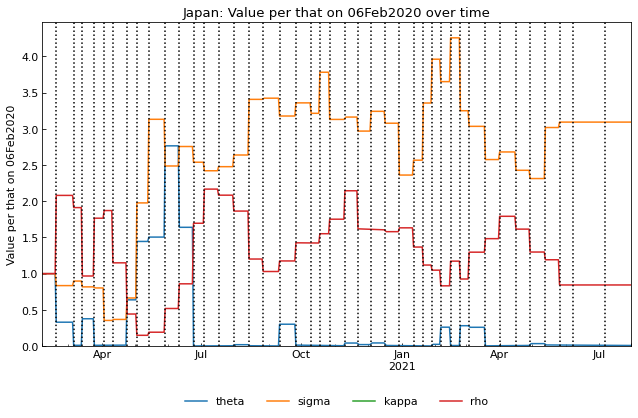 Japan: Value per that on 06Feb2020 over time
Value per that on 06Feb2020
4.0
3.5
3.0
2.5
2.0
1.5
1.0
0.5
0.0
Apr Jul Oct Jan Apr Jul
2021
theta sigma kappa rho